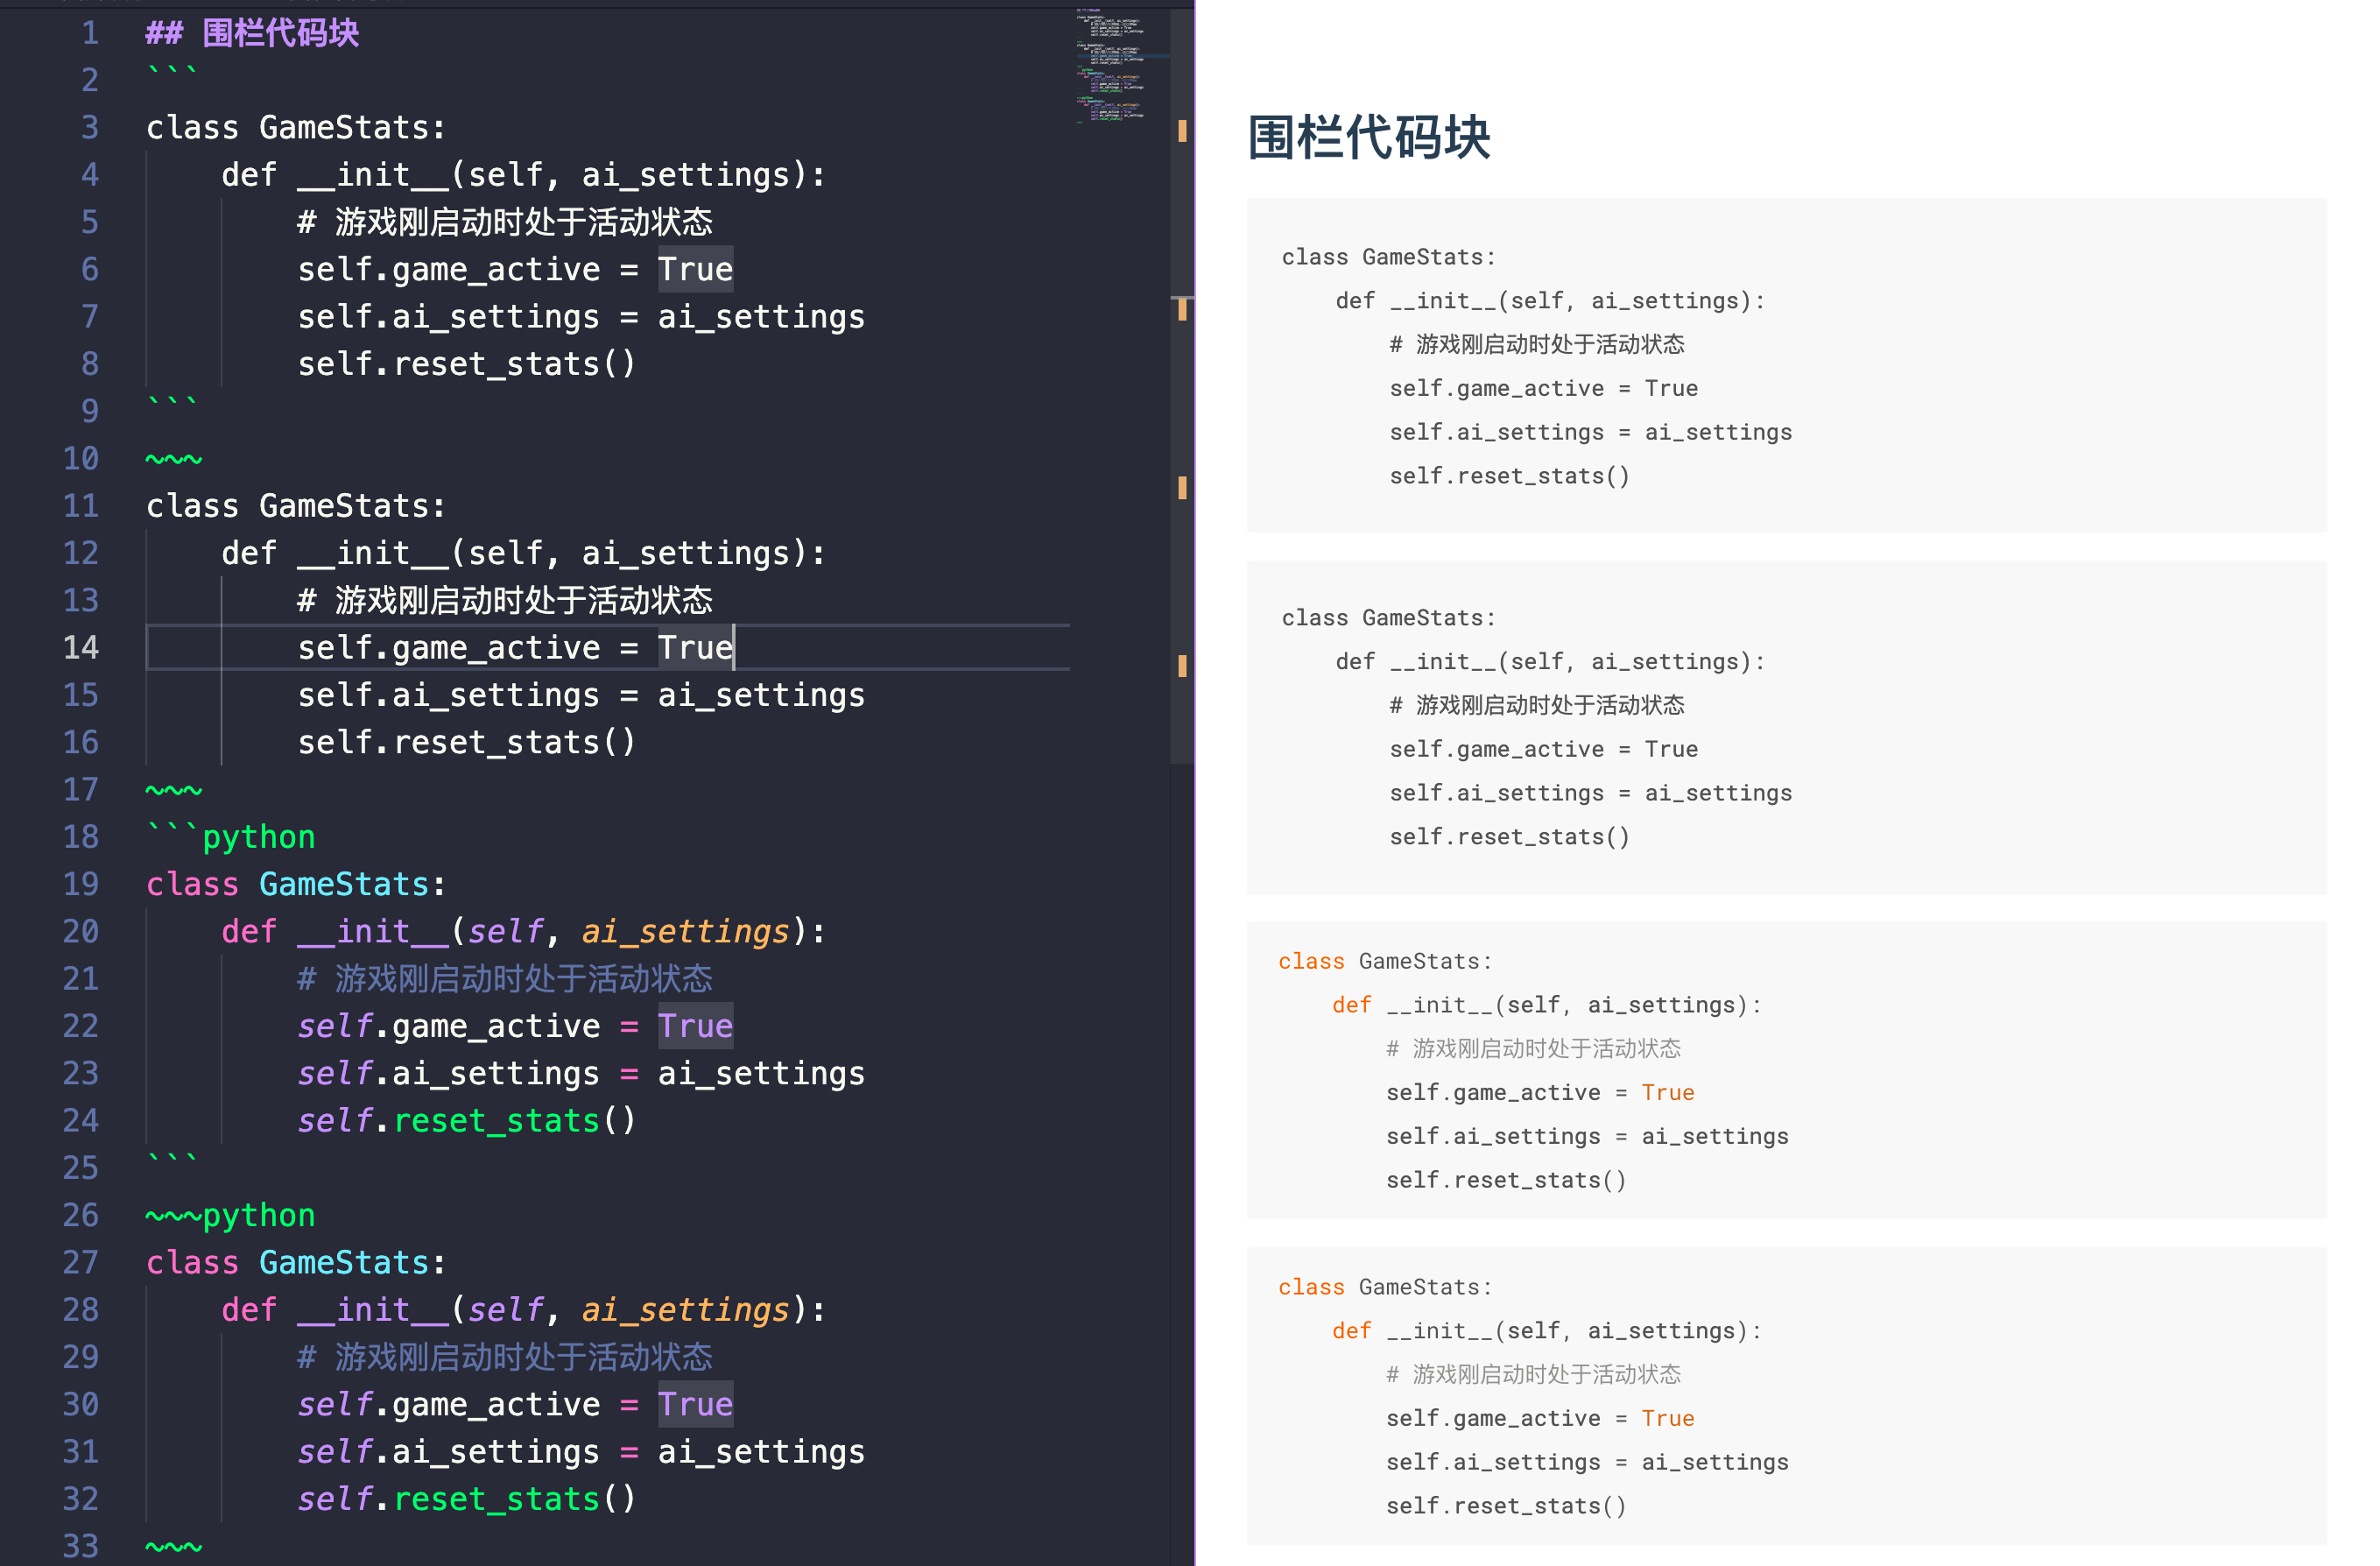 1 ## 围栏代码块
2 ```
3 class GameStats:
4     def __init__(self, ai_settings):
5         # 游戏刚启动时处于活动状态
6         self.game_active = True
7         self.ai_settings = ai_settings
8         self.reset_stats()
9 ```
10 ~~~
11 class GameStats:
12     def __init__(self, ai_settings):
13         # 游戏刚启动时处于活动状态
14         self.game_active = True
15         self.ai_settings = ai_settings
16         self.reset_stats()
17 ~~~
18 ```python
19 class GameStats:
20     def __init__(self, ai_settings):
21         # 游戏刚启动时处于活动状态
22         self.game_active = True
23         self.ai_settings = ai_settings
24         self.reset_stats()
25 ```
26 ~~~python
27 class GameStats:
28     def __init__(self, ai_settings):
29         # 游戏刚启动时处于活动状态
30         self.game_active = True
31         self.ai_settings = ai_settings
32         self.reset_stats()
33 ~~~
围栏代码块
class GameStats:
    def __init__(self, ai_settings):
        # 游戏刚启动时处于活动状态
        self.game_active = True
        self.ai_settings = ai_settings
        self.reset_stats()
class GameStats:
    def __init__(self, ai_settings):
        # 游戏刚启动时处于活动状态
        self.game_active = True
        self.ai_settings = ai_settings
        self.reset_stats()
class GameStats:
    def __init__(self, ai_settings):
        # 游戏刚启动时处于活动状态
        self.game_active = True
        self.ai_settings = ai_settings
        self.reset_stats()
class GameStats:
    def __init__(self, ai_settings):
        # 游戏刚启动时处于活动状态
        self.game_active = True
        self.ai_settings = ai_settings
        self.reset_stats()